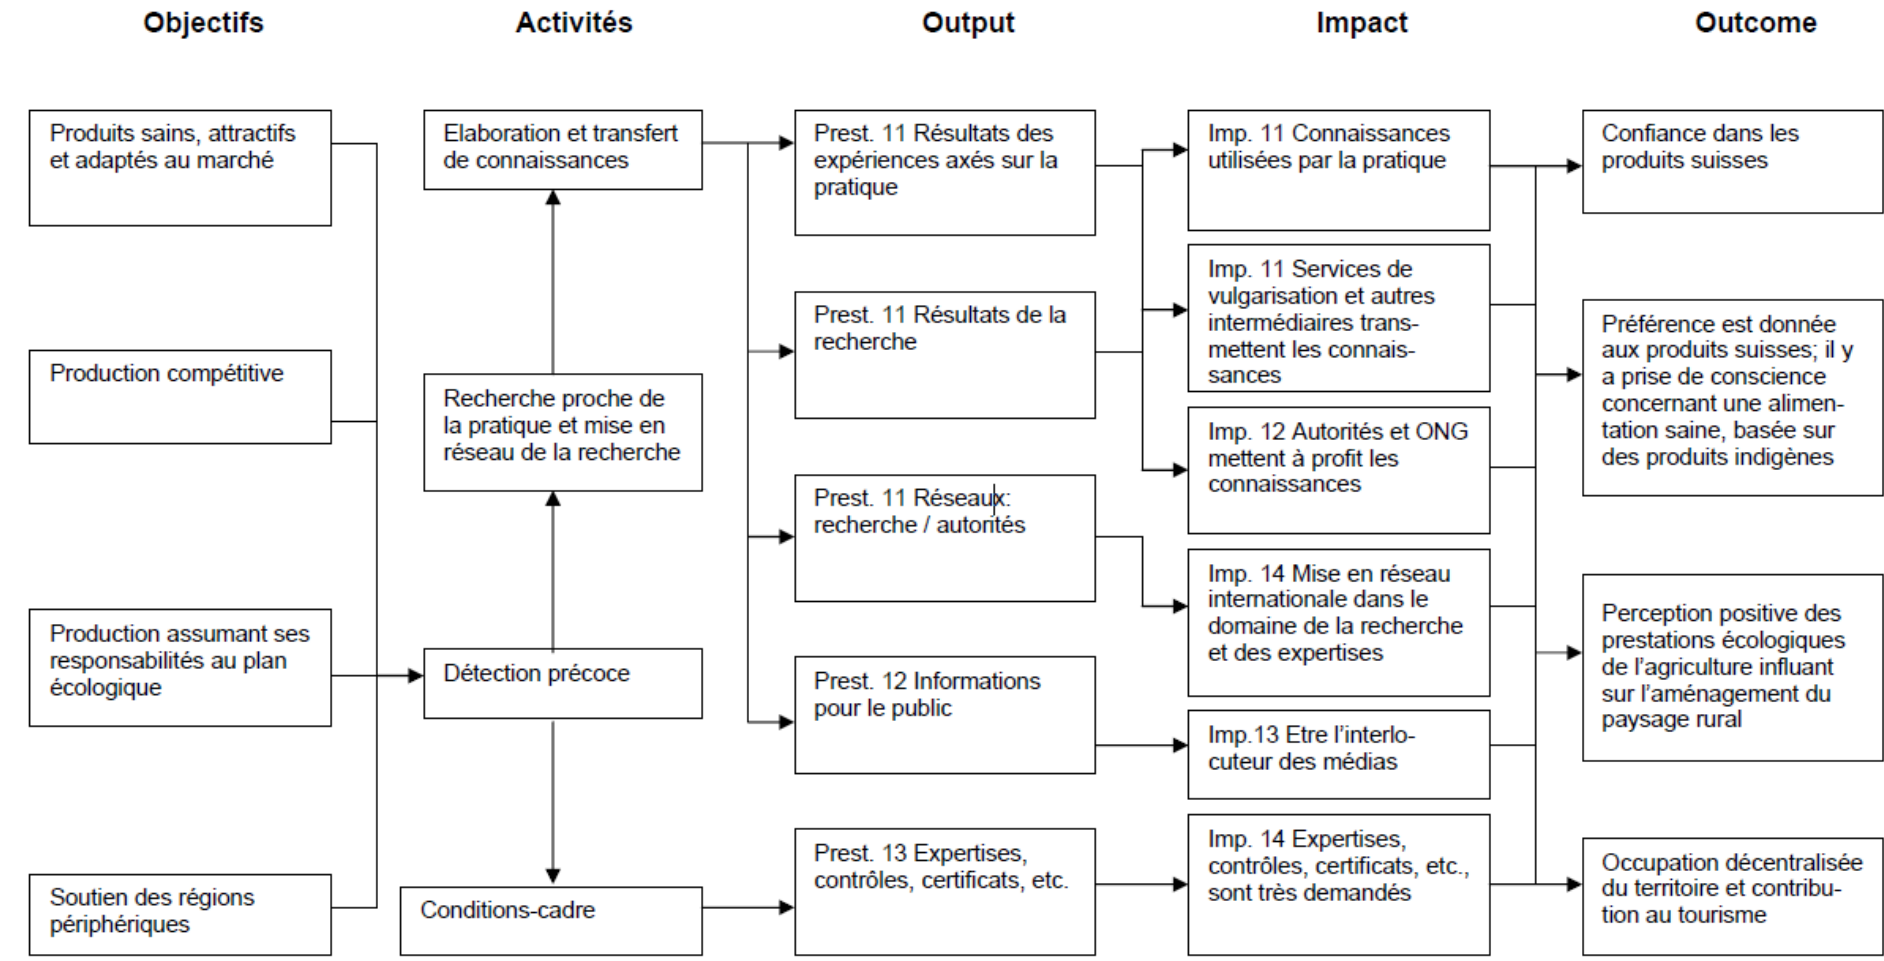 Objectifs
Activités
Output
Impact
Outcome
Produits sains, attractifs
et adaptés au marché
Production compétitive
Production assumant ses
responsabilités au plan
écologique
Soutien des régions
périphériques
Elaboration et transfert
de connaissances
Recherche proche de
la pratique et mise en
réseau de la recherche
Détection précoce
Conditions-cadre
Prest. 11 Résultats des
expériences axés sur la
pratique
Prest. 11 Résultats de la
recherche
Prest. 11 Réseaux:
recherche / autorités
Prest. 12 Informations
pour le public
Prest. 13 Expertises,
contrôles, certificats, etc.
Imp. 11 Connaissances
utilisées par la pratique
Imp. 11 Services de
vulgarisation et autres
intermédiaires trans-
mettent les connais-
sances
Imp. 12 Autorités et ONG
mettent à profit les
connaissances
Imp. 14 Mise en réseau
internationale dans le
domaine de la recherche
et des expertises
Imp.13 Etre l'interlo-
cuteur des médias
Imp. 14 Expertises,
contrôles, certificats, etc.,
sont très demandés
Confiance dans les
produits suisses
Préférence est donnée
aux produits suisses; il y
a prise de conscience
concernant une alimen-
tation saine, basée sur
des produits indigènes
Perception positive des
prestations écologiques
de l'agriculture influant
sur l'aménagement du
paysage rural
Occupation décentralisée
du territoire et contribu-
tion au tourisme